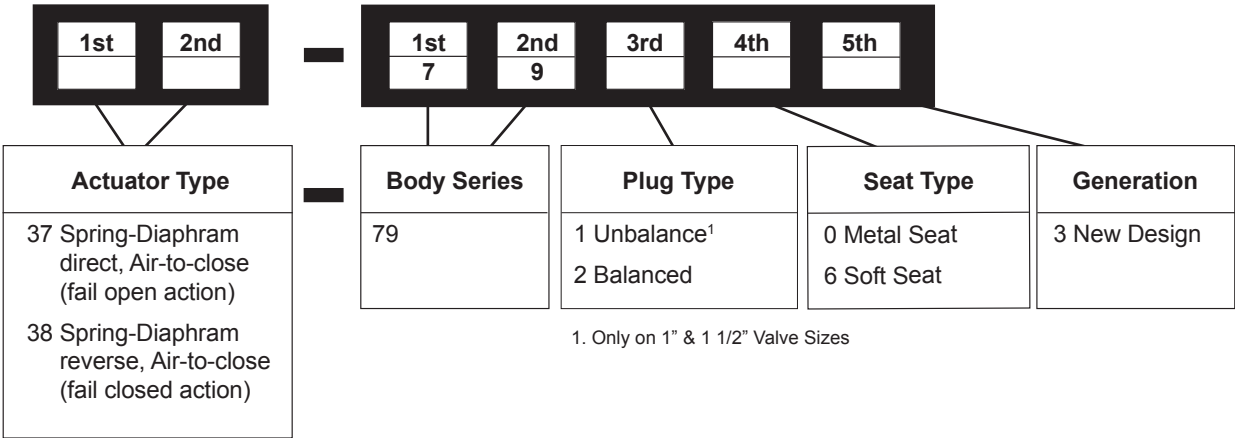 1st 2nd 1st 2nd 3rd 4th 5th
7 9
Actuator Type
37 Spring-Diaphram
direct, Air-to-close
(fail open action)
38 Spring-Diaphram
reverse, Air-to-close
(fail closed action)
Body Series
79
Plug Type
1 Unbalance¹
2 Balanced
Seat Type
0 Metal Seat
6 Soft Seat
Generation
3 New Design
1. Only on 1” & 1 1/2” Valve Sizes